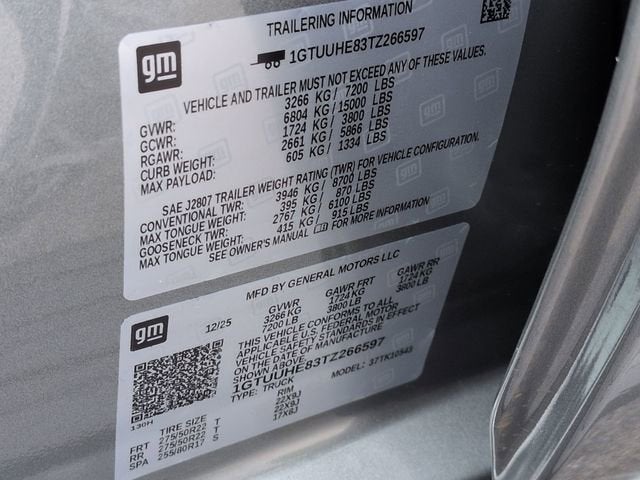 TRAILERING INFORMATION
gm
1GTUUHE83TZ266597
VEHICLE AND TRAILER MUST NOT EXCEED ANY OF THESE VALUES.
GVWR: 3266 KG / 7200 LBS
GCWR: 6804 KG / 15000 LBS
RGAWR: 1724 KG / 3800 LBS
CURB WEIGHT: 2661 KG / 5866 LBS
MAX PAYLOAD: 605 KG / 1334 LBS
SAE J2807 TRAILER WEIGHT RATING (TWR) FOR VEHICLE CONFIGURATION.
CONVENTIONAL TWR: 3946 KG / 8700 LBS
MAX TONGUE WEIGHT: 395 KG / 870 LBS
GOOSENECK TWR: 2767 KG / 6100 LBS
MAX TONGUE WEIGHT: 415 KG / 915 LBS
SEE OWNER'S MANUAL FOR MORE INFORMATION
gm
MFD BY GENERAL MOTORS LLC
12/25 GVWR GAWR FRT GAWR RR
3266 KG 1724 KG 1724 KG
7200 LB 3800 LB 3800 LB
THIS VEHICLE CONFORMS TO ALL
APPLICABLE U.S. FEDERAL MOTOR
VEHICLE SAFETY STANDARDS IN EFFECT
ON THE DATE OF MANUFACTURE
SHOWN ABOVE.
1GTUUHE83TZ266597
TYPE: TRUCK MODEL: 37TK10543
130H
TIRE SIZE RIM
FRT 275/50R22 T 22X9J
RR 275/50R22 T 22X9J
SPA 255/80R17 S 17X8J